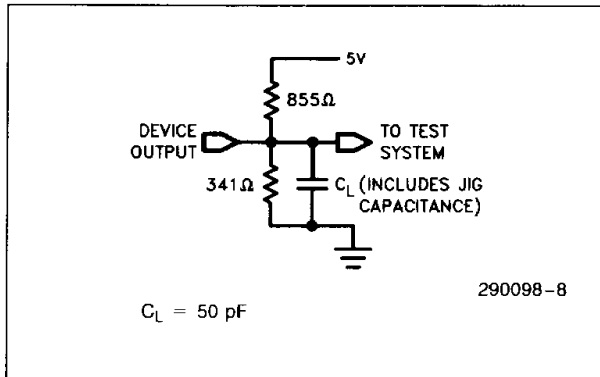 5V
855Ω
DEVICE
OUTPUT
TO TEST
SYSTEM
341Ω
C_L (INCLUDES JIG
CAPACITANCE)
290098-8
C_L = 50 pF